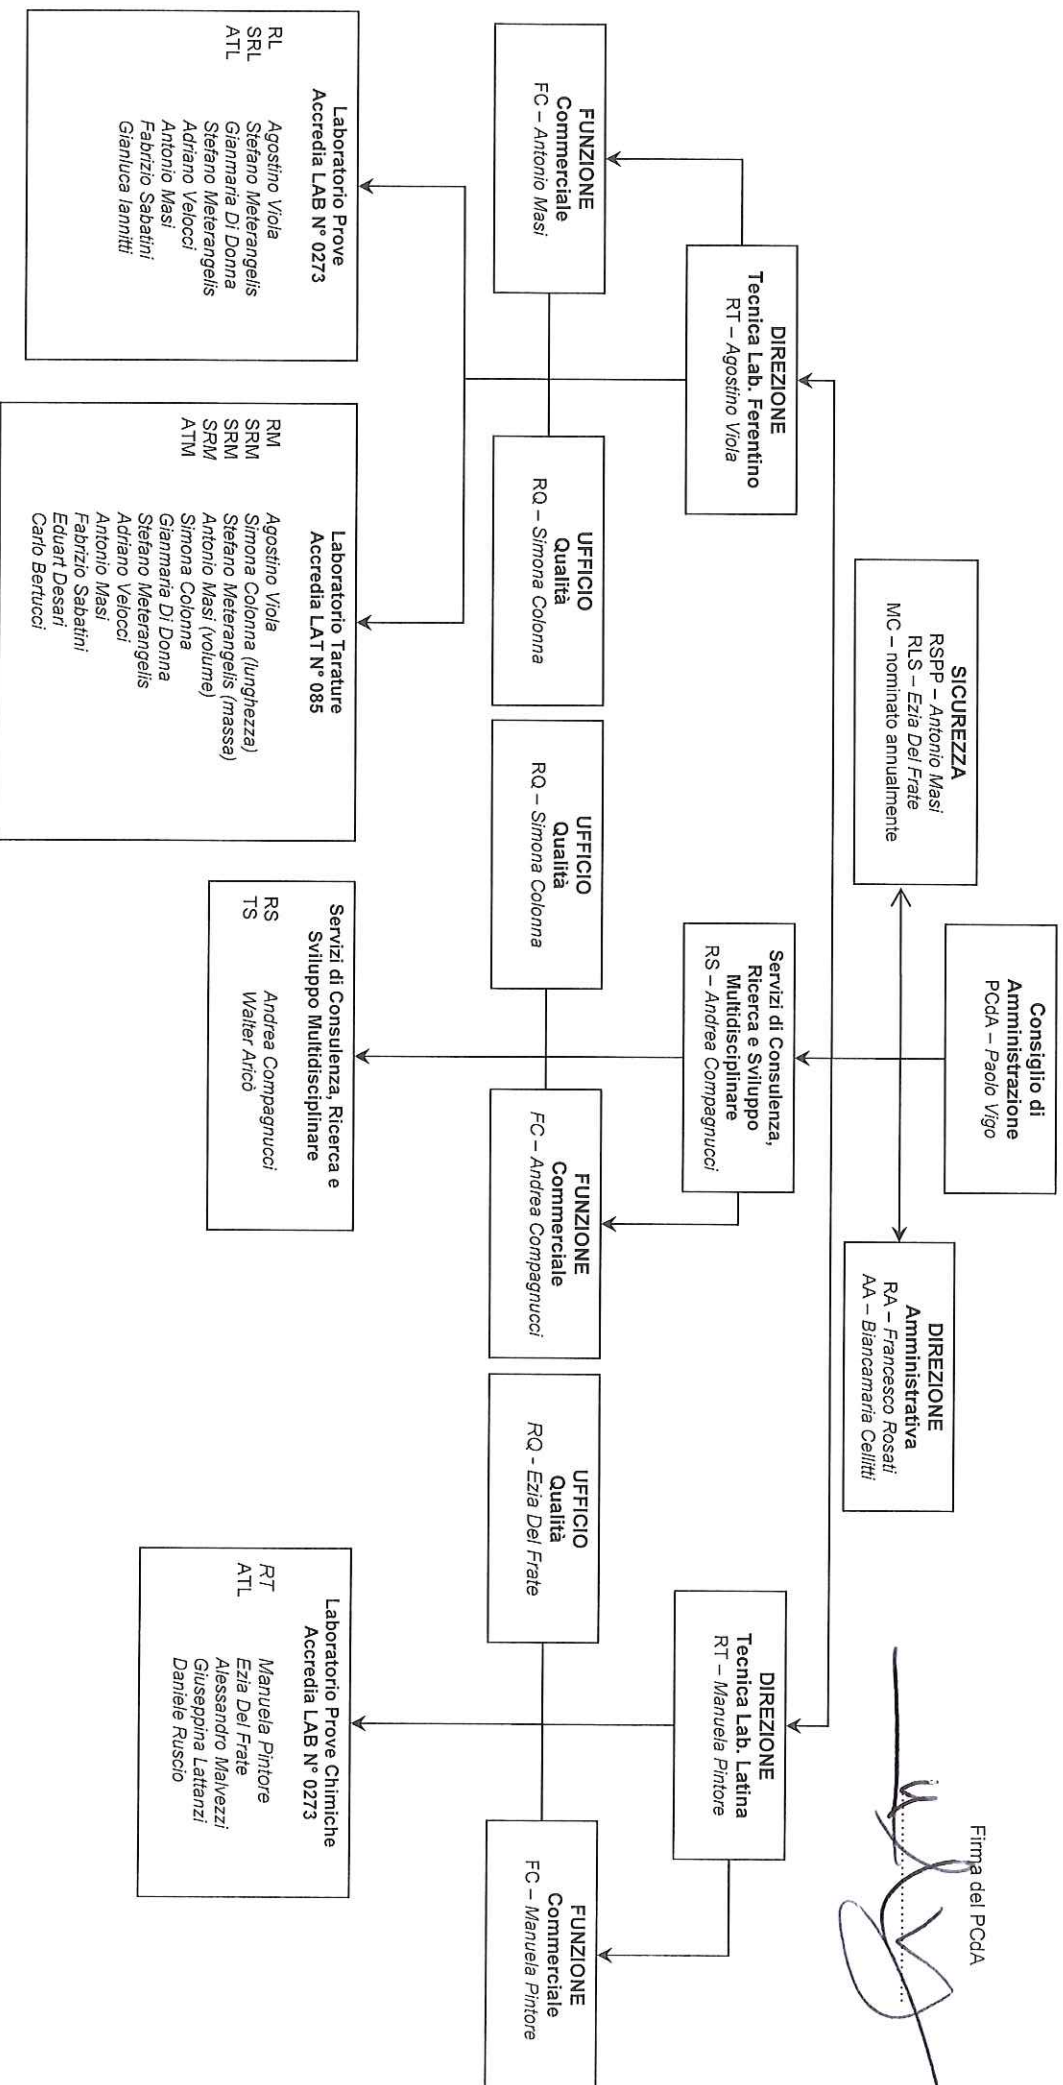 Firma del PCdA
Consiglio di
Amministrazione
PCdA – Paolo Vigo
SICUREZZA
RSPP – Antonio Masi
RLS – Ezia Del Frate
MC – nominato annualmente
DIREZIONE
Amministrativa
RA – Francesco Rosati
AA – Biancamaria Cellitti
DIREZIONE
Tecnica Lab. Ferentino
RT – Agostino Viola
Servizi di Consulenza,
Ricerca e Sviluppo
Multidisciplinare
RS – Andrea Compagnucci
DIREZIONE
Tecnica Lab. Latina
RT – Manuela Pintore
FUNZIONE
Commerciale
FC – Antonio Masi
UFFICIO
Qualità
RQ – Simona Colonna
UFFICIO
Qualità
RQ – Simona Colonna
FUNZIONE
Commerciale
FC – Andrea Compagnucci
UFFICIO
Qualità
RQ - Ezia Del Frate
FUNZIONE
Commerciale
FC – Manuela Pintore
Laboratorio Prove
Accredia LAB N° 0273
RL Agostino Viola
SRL Stefano Meterangelis
ATL Gianmaria Di Donna
Stefano Meterangelis
Adriano Velocci
Antonio Masi
Fabrizio Sabatini
Gianluca Iannitti
Laboratorio Tarature
Accredia LAT N° 085
RM Agostino Viola
SRM Simona Colonna (lunghezza)
SRM Stefano Meterangelis (massa)
SRM Antonio Masi (volume)
ATM Simona Colonna
Gianmaria Di Donna
Stefano Meterangelis
Adriano Velocci
Antonio Masi
Fabrizio Sabatini
Eduart Desari
Carlo Bertucci
Servizi di Consulenza, Ricerca e
Sviluppo Multidisciplinare
RS Andrea Compagnucci
TS Walter Aricò
Laboratorio Prove Chimiche
Accredia LAB N° 0273
RT Manuela Pintore
ATL Ezia Del Frate
Alessandro Malvezzi
Giuseppina Lattanzi
Daniele Ruscio